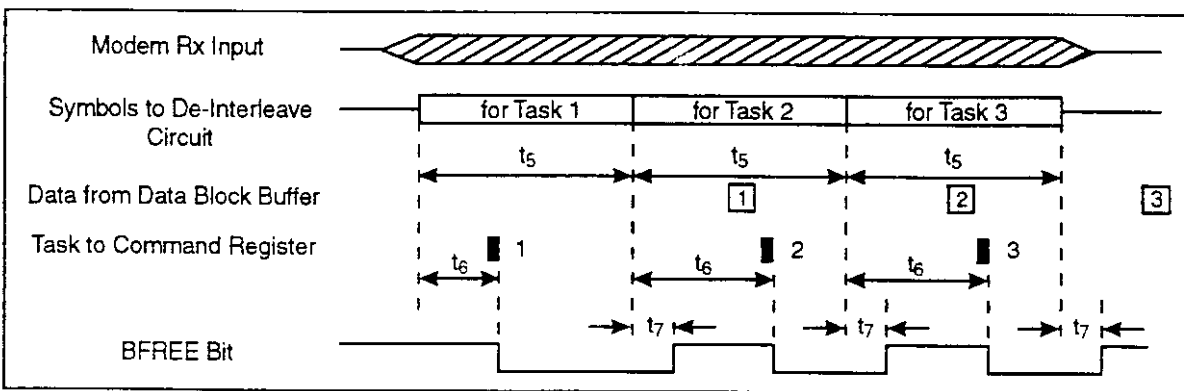 Modem Rx Input
Symbols to De-Interleave
Circuit
for Task 1 for Task 2 for Task 3
t5 t5 t5
Data from Data Block Buffer
1 2 3
Task to Command Register
1 2 3
t6 t6 t6
t7 t7 t7
BFREE Bit